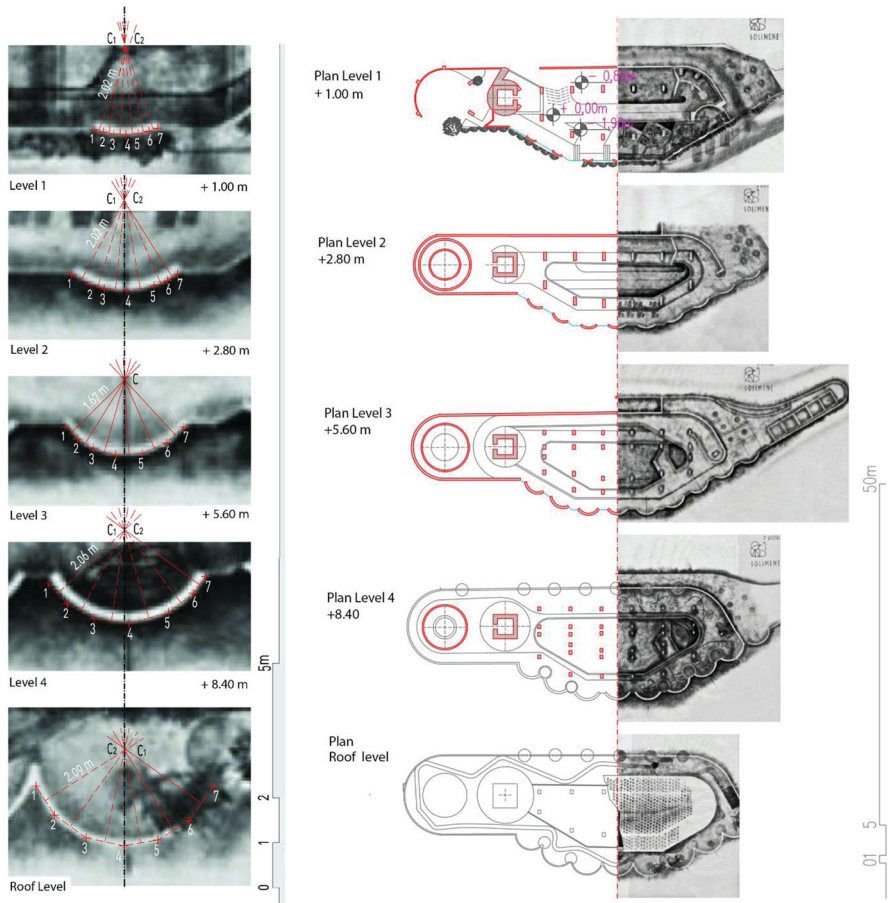 C1 C2
2.02 m
1 2 3 4 5 6 7
Level 1
+ 1.00 m
C1 C2
2.02 m
1 2 3 4 5 6 7
Level 2
+ 2.80 m
C
1.67 m
1 2 3 4 5 6 7
Level 3
+ 5.60 m
C1 C2
2.06 m
1 2 3 4 5 6 7
Level 4
+ 8.40 m
C2 C1
2.09 m
1 2 3 4 5 6 7
Roof Level
5m
2
1
0
Plan Level 1
+ 1.00 m
- 0,80m
+ 0,00m
-1,90m
SOLIMENE
Plan Level 2
+2.80 m
SOLIMENE
Plan Level 3
+5.60 m
SOLIMENE
Plan Level 4
+8.40
SOLIMENE
Plan
Roof level
50m
5
01